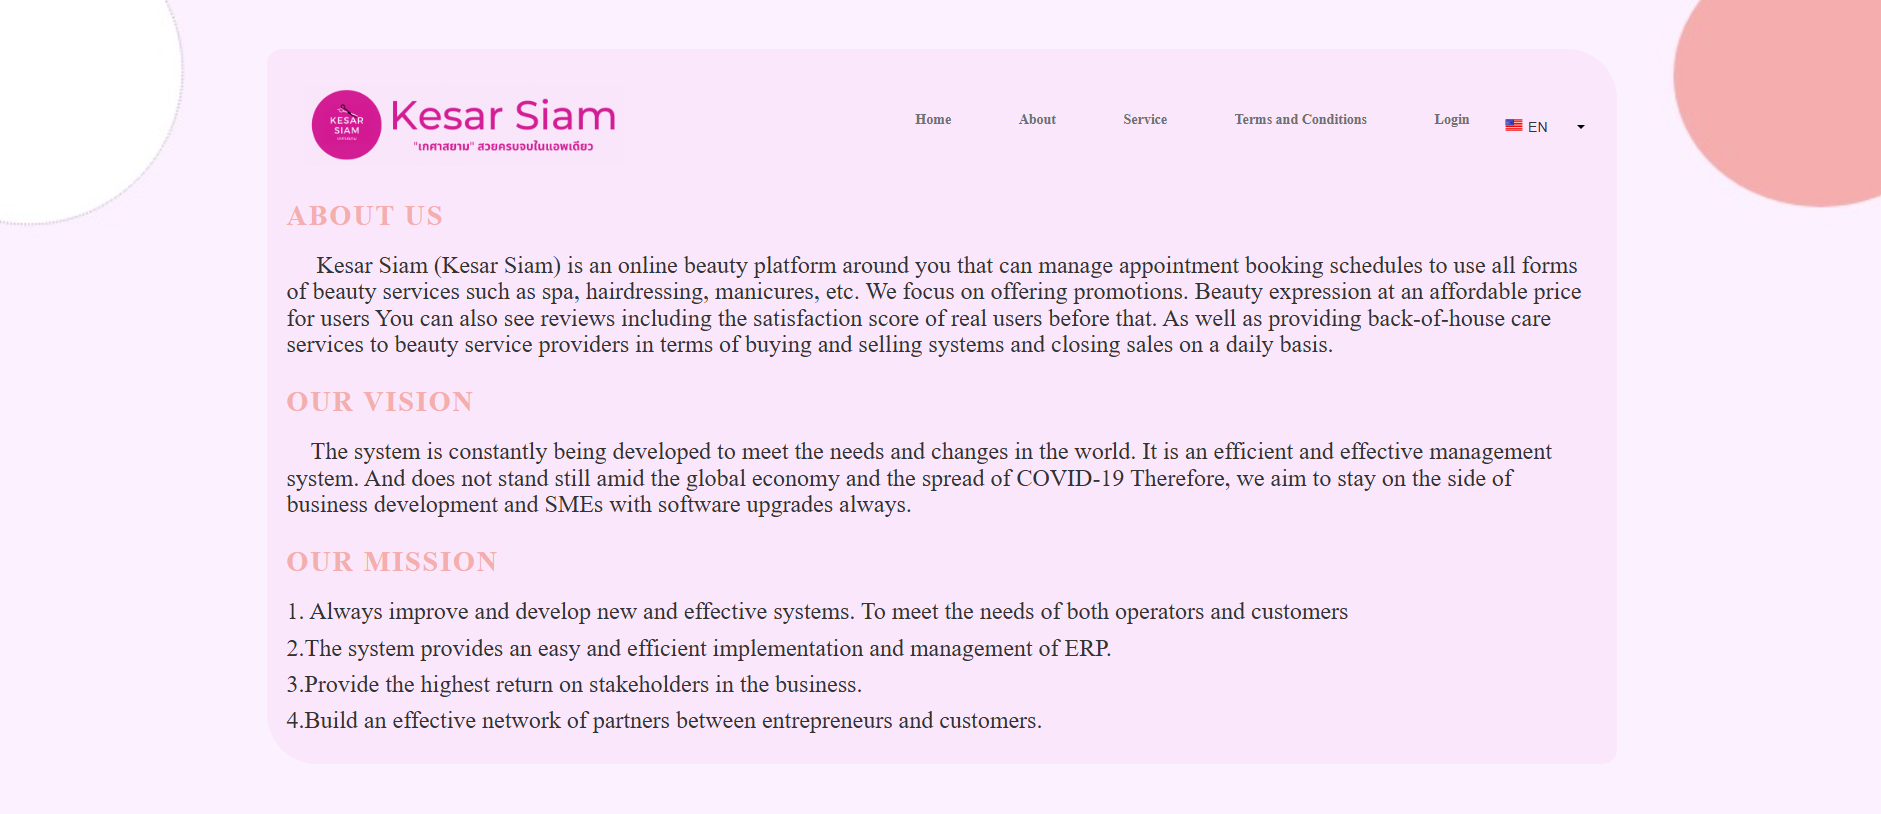 KESAR
SIAM
Kesar Siam
"เกศาสยาม" สวยครบจบในแอพเดียว
Home About Service Terms and Conditions Login EN
ABOUT US
Kesar Siam (Kesar Siam) is an online beauty platform around you that can manage appointment booking schedules to use all forms
of beauty services such as spa, hairdressing, manicures, etc. We focus on offering promotions. Beauty expression at an affordable price
for users You can also see reviews including the satisfaction score of real users before that. As well as providing back-of-house care
services to beauty service providers in terms of buying and selling systems and closing sales on a daily basis.
OUR VISION
The system is constantly being developed to meet the needs and changes in the world. It is an efficient and effective management
system. And does not stand still amid the global economy and the spread of COVID-19 Therefore, we aim to stay on the side of
business development and SMEs with software upgrades always.
OUR MISSION
1. Always improve and develop new and effective systems. To meet the needs of both operators and customers
2.The system provides an easy and efficient implementation and management of ERP.
3.Provide the highest return on stakeholders in the business.
4.Build an effective network of partners between entrepreneurs and customers.